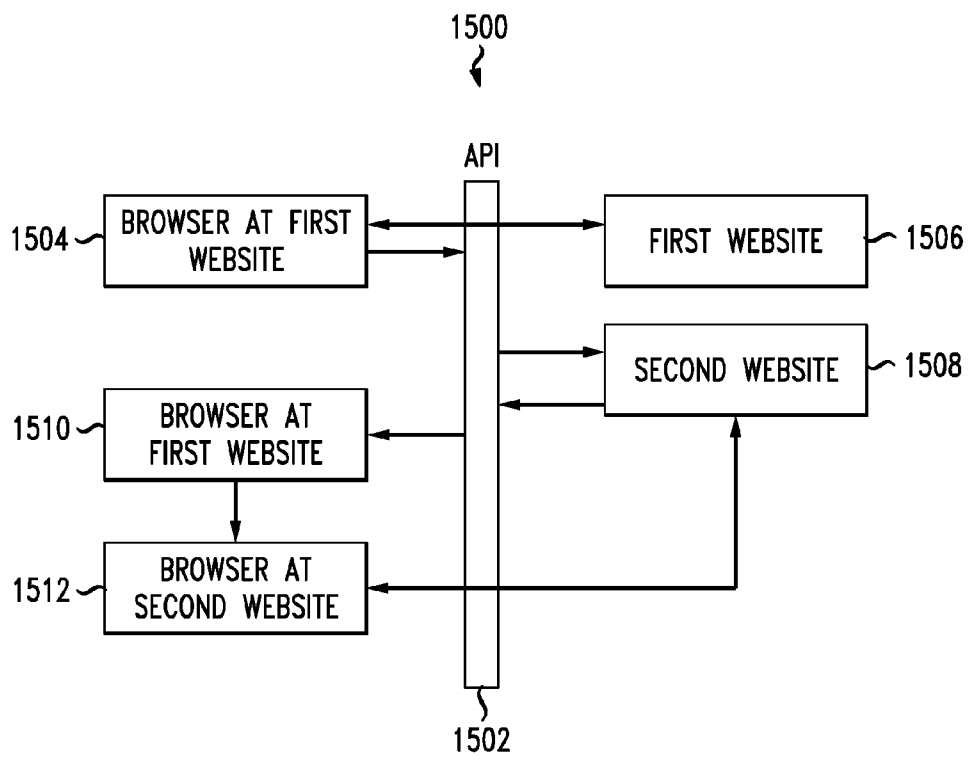 1500
API
1504
BROWSER AT FIRST
WEBSITE
FIRST WEBSITE
1506
SECOND WEBSITE
1508
1510
BROWSER AT
FIRST WEBSITE
1512
BROWSER AT
SECOND WEBSITE
1502